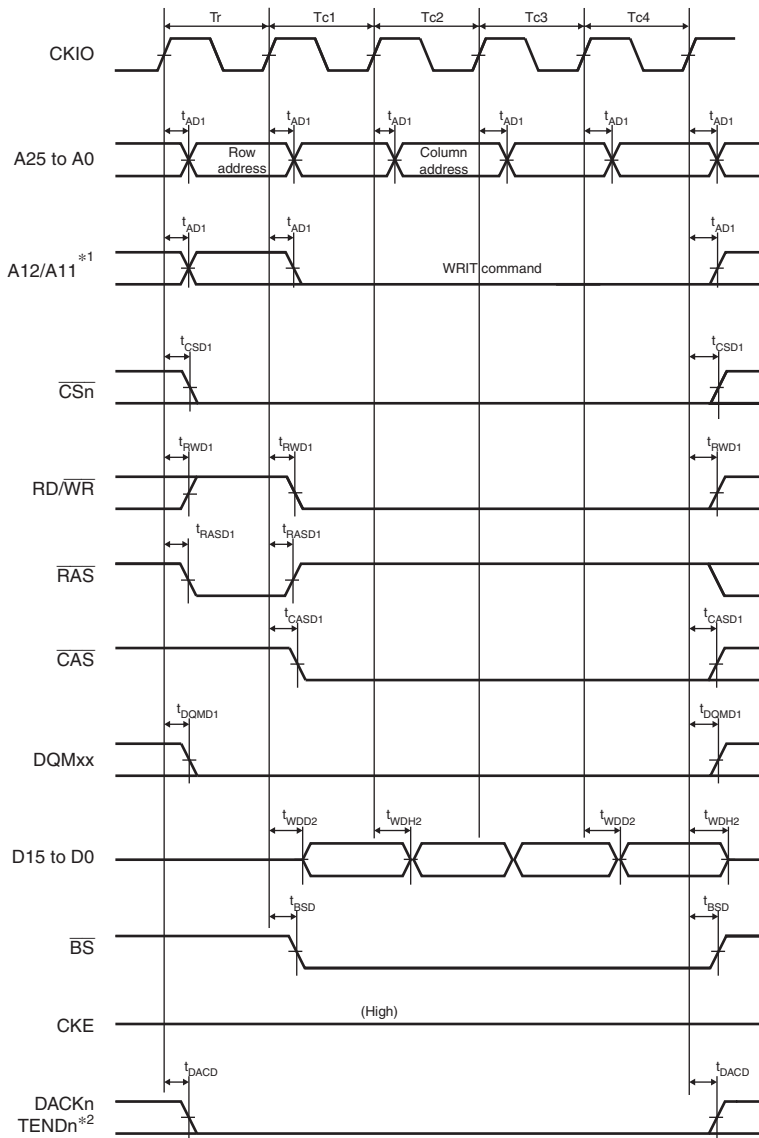 Tr Tc1 Tc2 Tc3 Tc4
CKIO
tAD1 tAD1 tAD1 tAD1 tAD1 tAD1
A25 to A0
Row
address
Column
address
tAD1 tAD1 tAD1
A12/A11*1
WRIT command
tCSD1 tCSD1
CSn
tRWD1 tRWD1 tRWD1
RD/WR
tRASD1 tRASD1
RAS
tCASD1 tCASD1
CAS
tDQMD1 tDQMD1
DQMxx
tWDD2 tWDH2 tWDD2 tWDH2
D15 to D0
tBSD tBSD
BS
(High)
CKE
tDACD tDACD
DACKn
TENDn*2